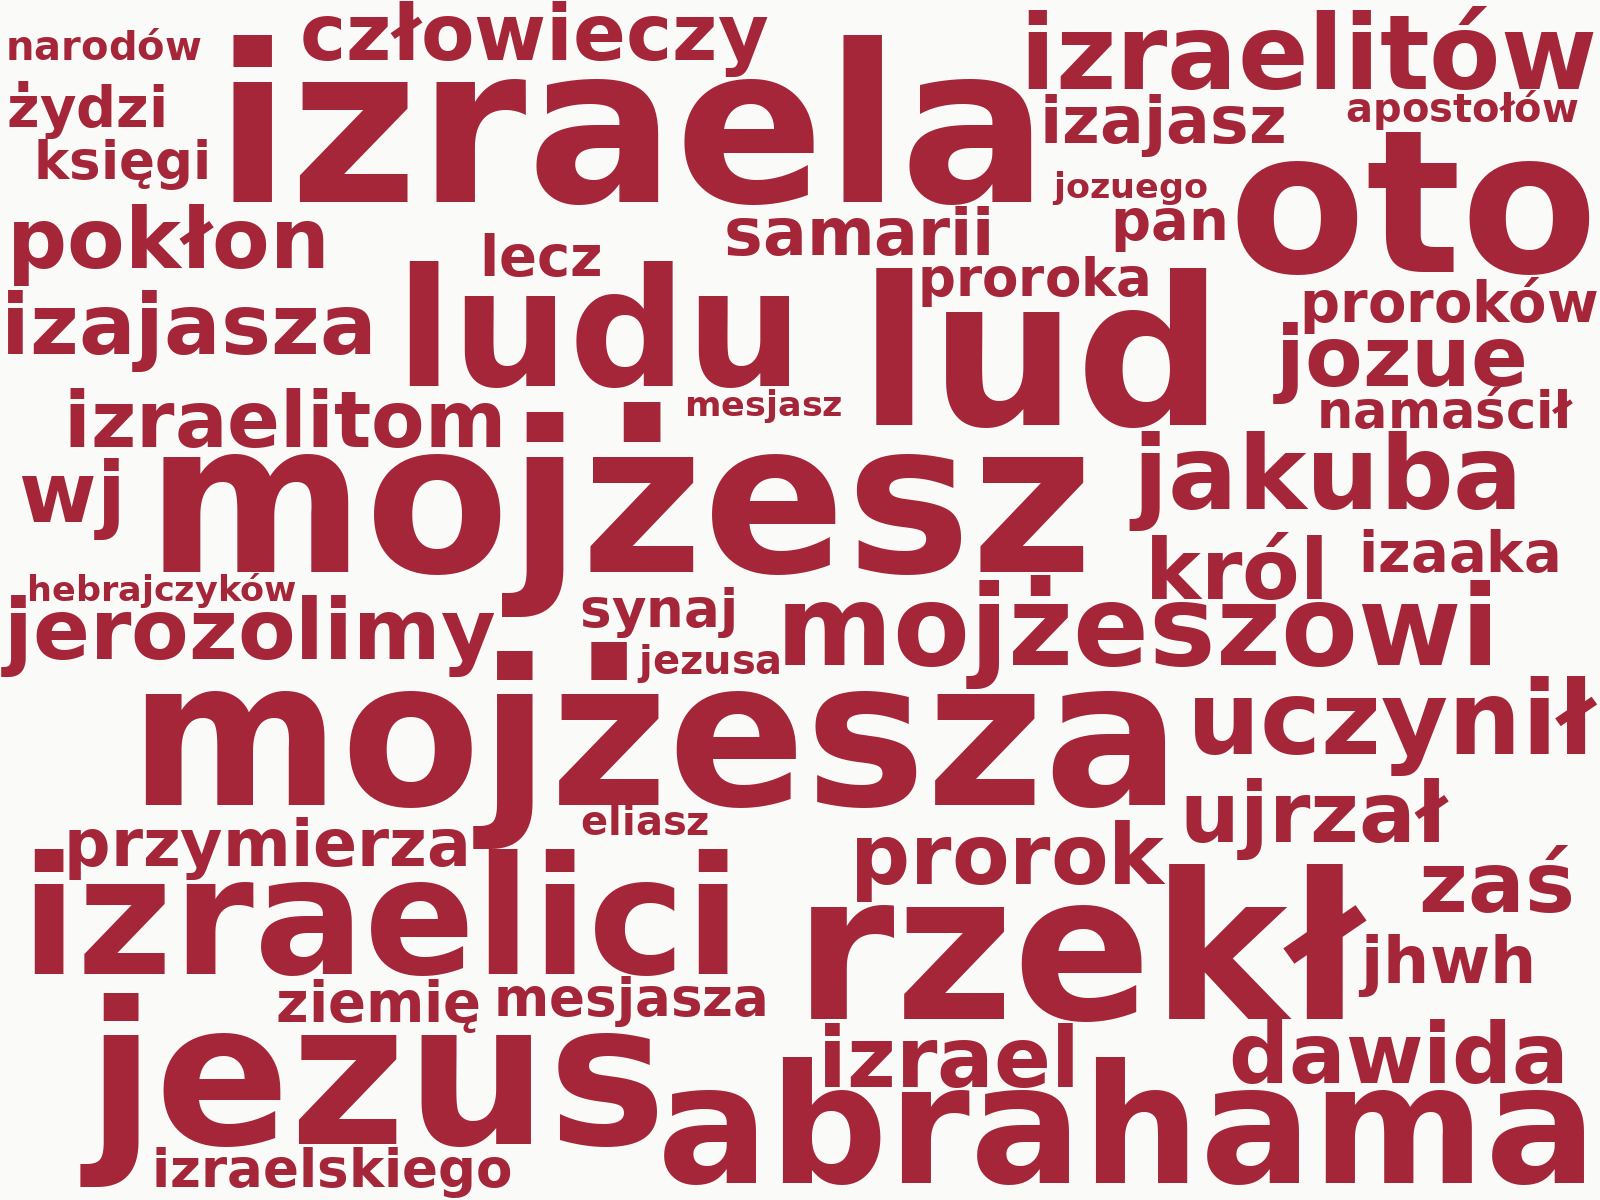 człowieczy
narodów
izraelitów
izraela
żydzi
izajasz
apostołów
księgi
jozuego
oto
pokłon
pan
samarii
lecz
proroka
izajasza
ludu
lud
proroków
jozue
izraelitom
mesjasz
namaścił
wj
mojżesz
jakuba
król
izaaka
hebrajczyków
jerozolimy
synaj
mojżeszowi
jezusa
mojżesza
uczynił
eliasz
ujrzał
przymierza
prorok
zaś
izraelici
rzekł
jhwh
ziemię
mesjasza
jezus
izrael
dawida
abrahama
izraelskiego